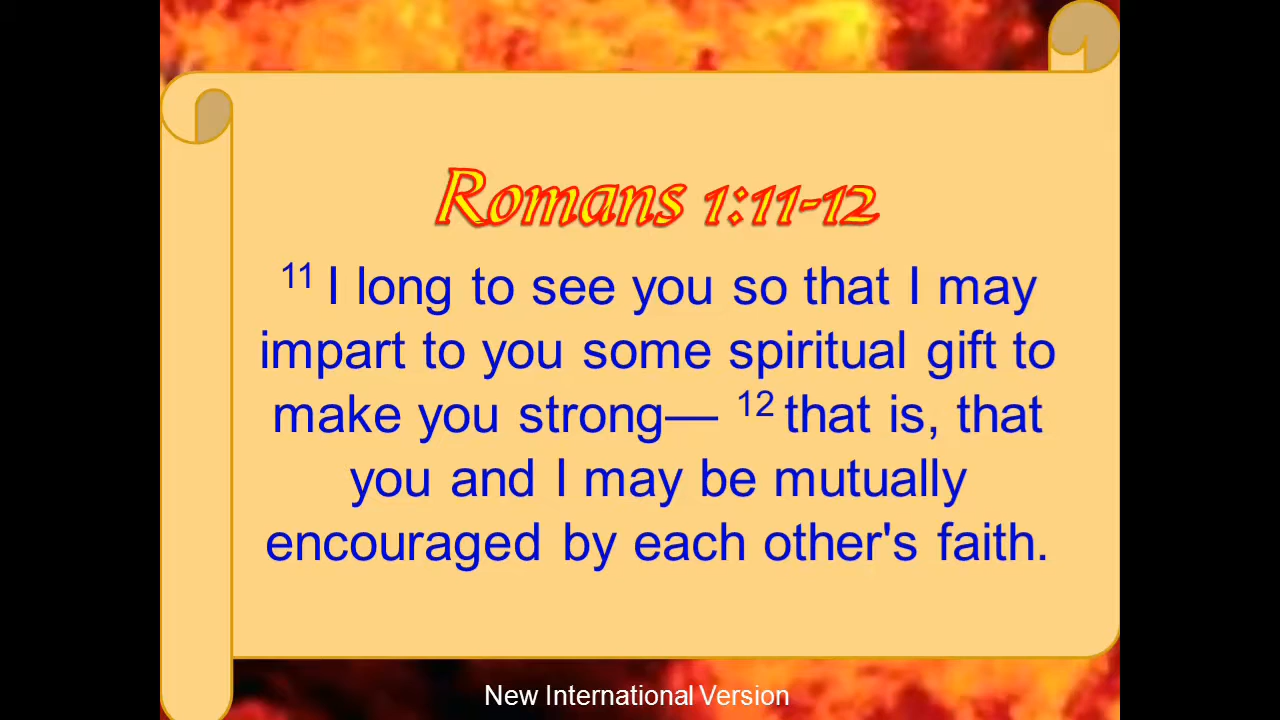 Romans 1:11-12
11 I long to see you so that I may
impart to you some spiritual gift to
make you strong— 12 that is, that
you and I may be mutually
encouraged by each other's faith.
New International Version